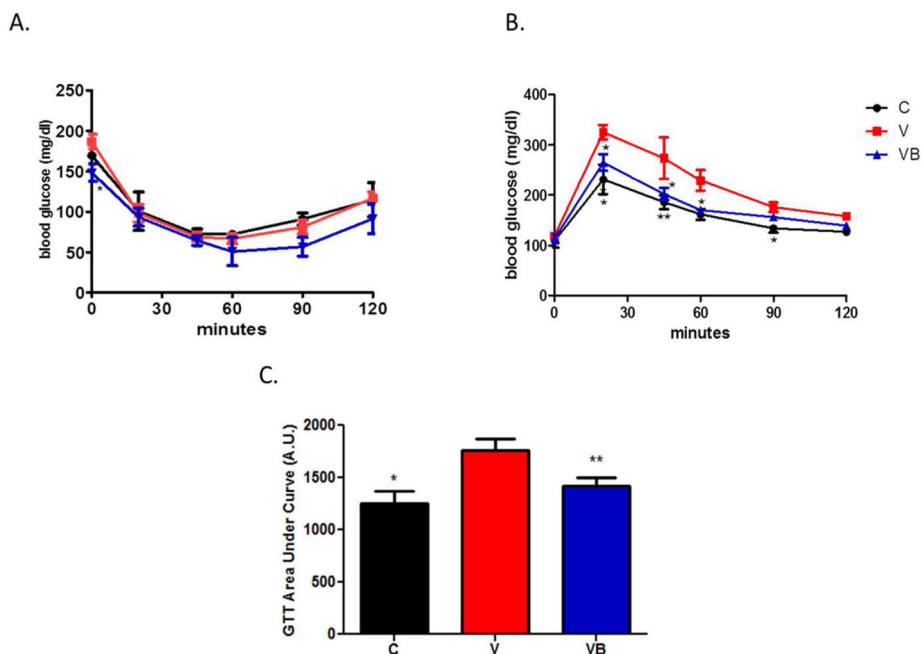 A.
B.
250
200
150
100
50
0
blood glucose (mg/dl)
*
0 30 60 90 120
minutes
400
300
200
100
0
blood glucose (mg/dl)
*
*
*
**
*
*
0 30 60 90 120
minutes
C
V
VB
C.
2000
1500
1000
500
0
GTT Area Under Curve (A.U.)
*
**
C V VB